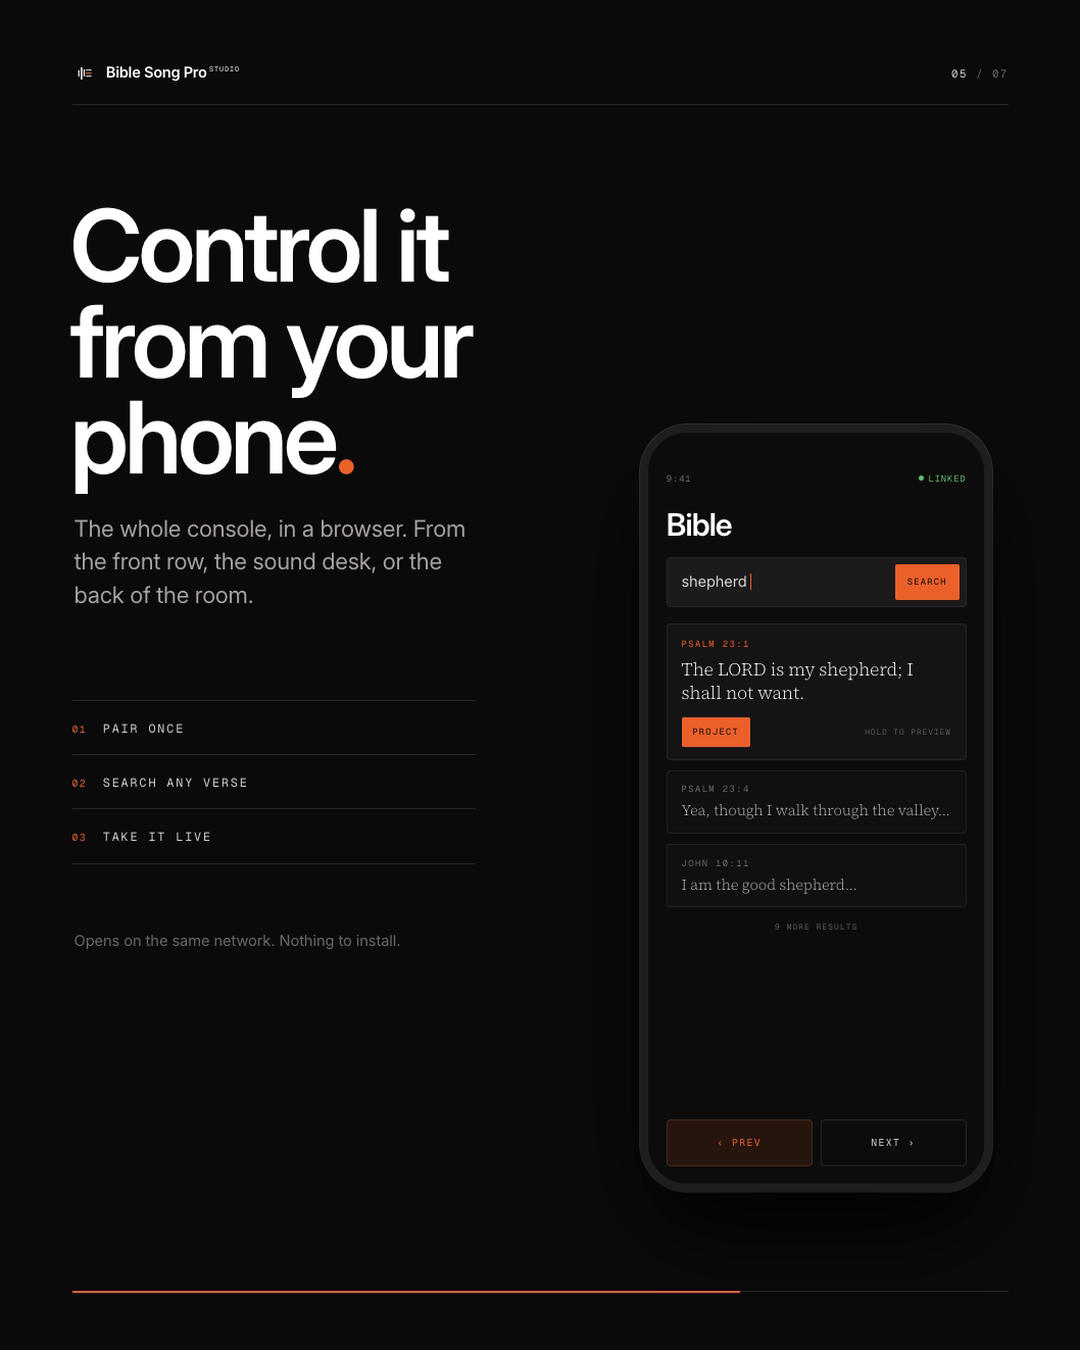 Bible Song Pro STUDIO
05 / 07
Control it
from your
phone.
The whole console, in a browser. From
the front row, the sound desk, or the
back of the room.
01 PAIR ONCE
02 SEARCH ANY VERSE
03 TAKE IT LIVE
Opens on the same network. Nothing to install.
9:41
LINKED
Bible
shepherd
SEARCH
PSALM 23:1
The LORD is my shepherd; I
shall not want.
PROJECT
HOLD TO PREVIEW
PSALM 23:4
Yea, though I walk through the valley...
JOHN 10:11
I am the good shepherd...
9 MORE RESULTS
‹ PREV
NEXT ›